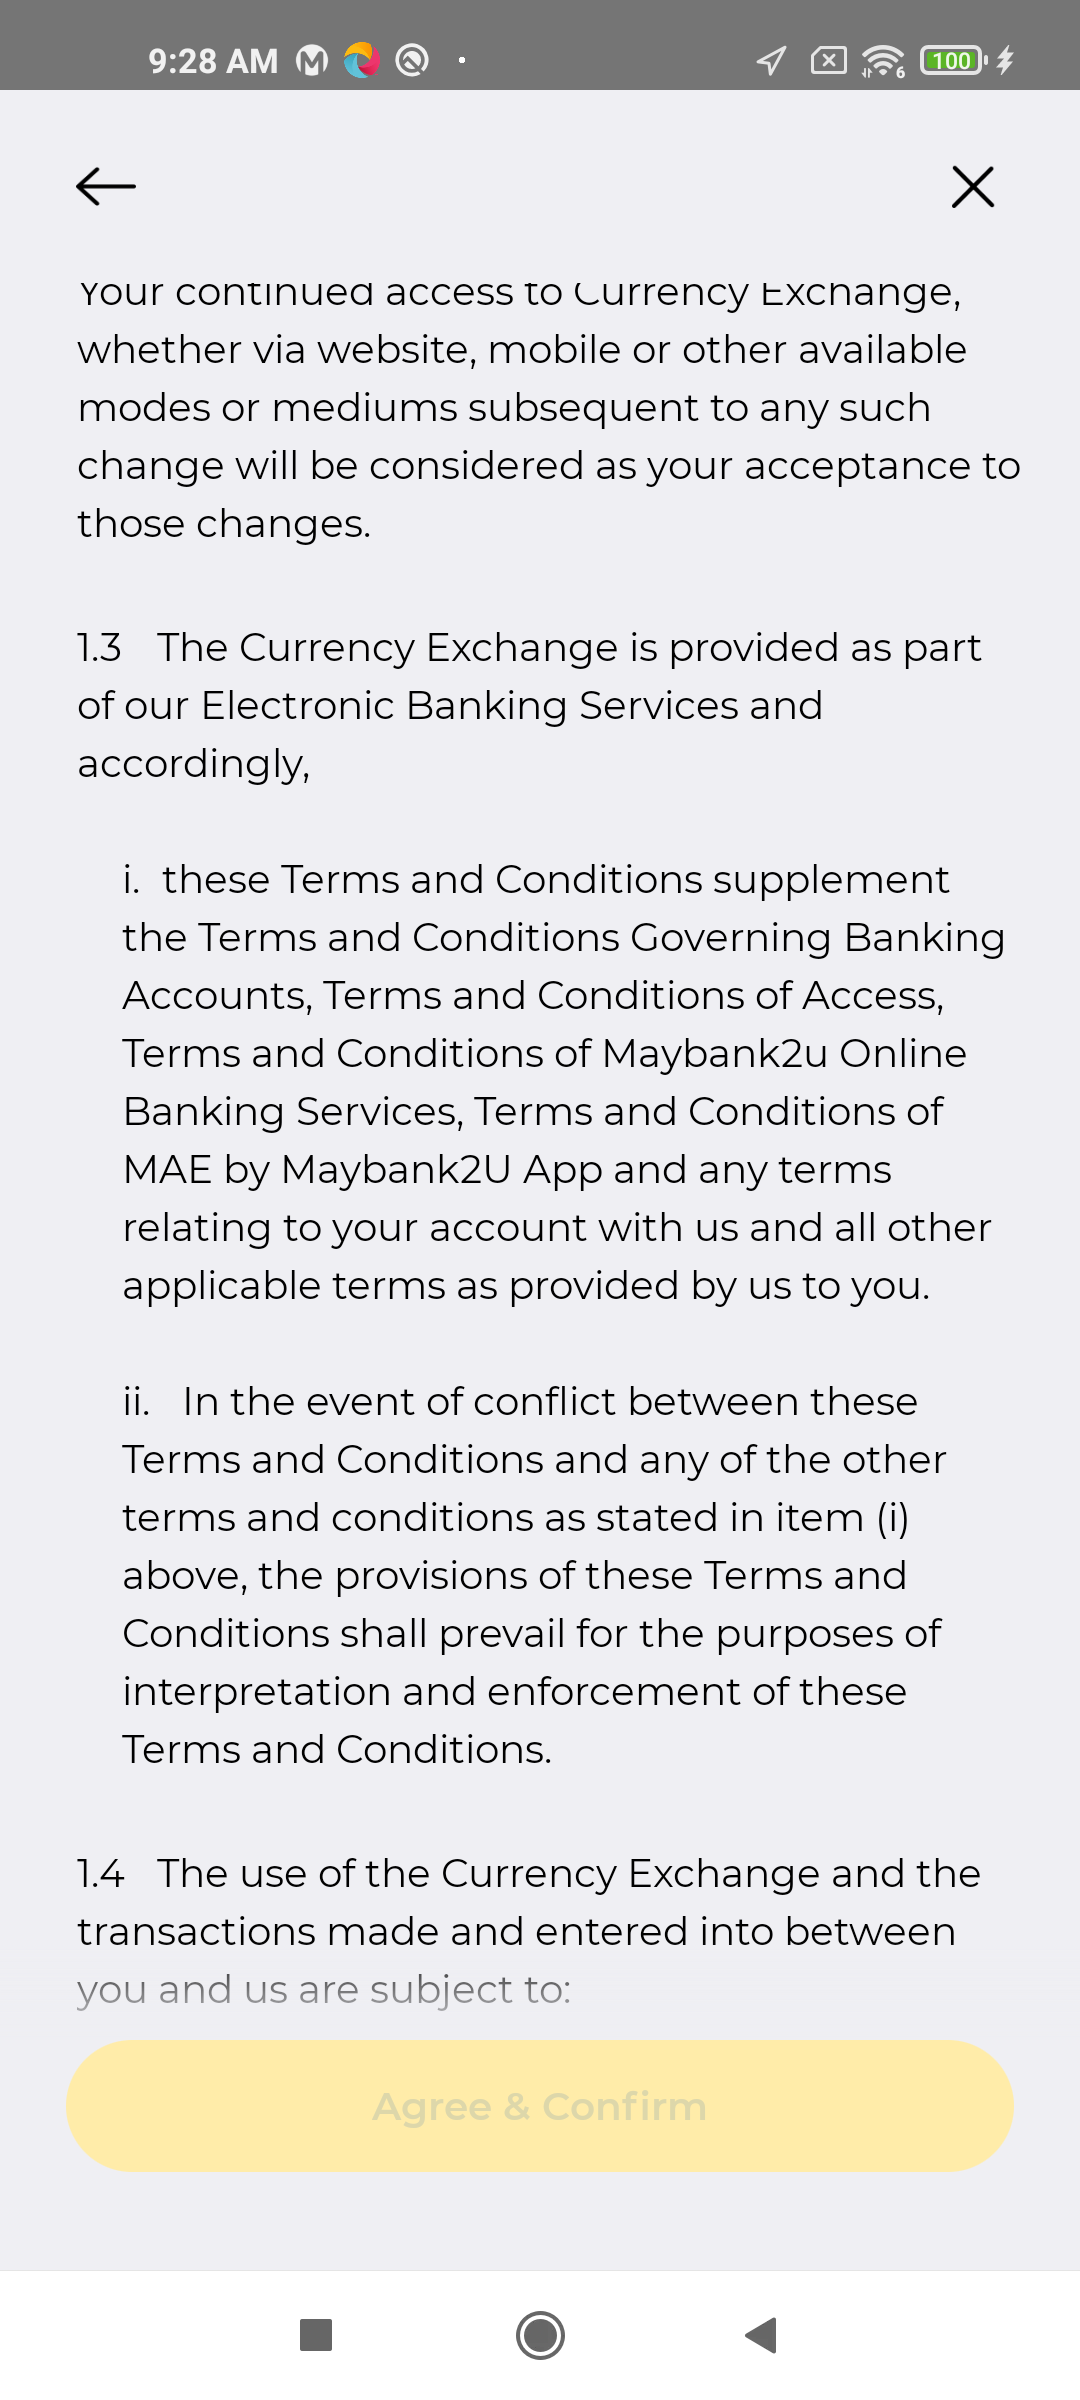 9:28 AM
6
100
Your continued access to Currency Exchange,
whether via website, mobile or other available
modes or mediums subsequent to any such
change will be considered as your acceptance to
those changes.
1.3 The Currency Exchange is provided as part
of our Electronic Banking Services and
accordingly,
i. these Terms and Conditions supplement
the Terms and Conditions Governing Banking
Accounts, Terms and Conditions of Access,
Terms and Conditions of Maybank2u Online
Banking Services, Terms and Conditions of
MAE by Maybank2U App and any terms
relating to your account with us and all other
applicable terms as provided by us to you.
ii. In the event of conflict between these
Terms and Conditions and any of the other
terms and conditions as stated in item (i)
above, the provisions of these Terms and
Conditions shall prevail for the purposes of
interpretation and enforcement of these
Terms and Conditions.
1.4 The use of the Currency Exchange and the
transactions made and entered into between
you and us are subject to:
Agree & Confirm